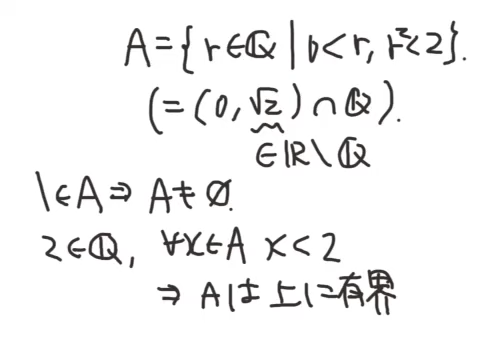 A={r∈ℚ|0<r, r²<2}.
(=(0,√2)∩ℚ).
∈ℝ\ℚ
1∈A⇒A≠∅.
2∈ℚ, ∀x∈A x<2
⇒Aは上に有界